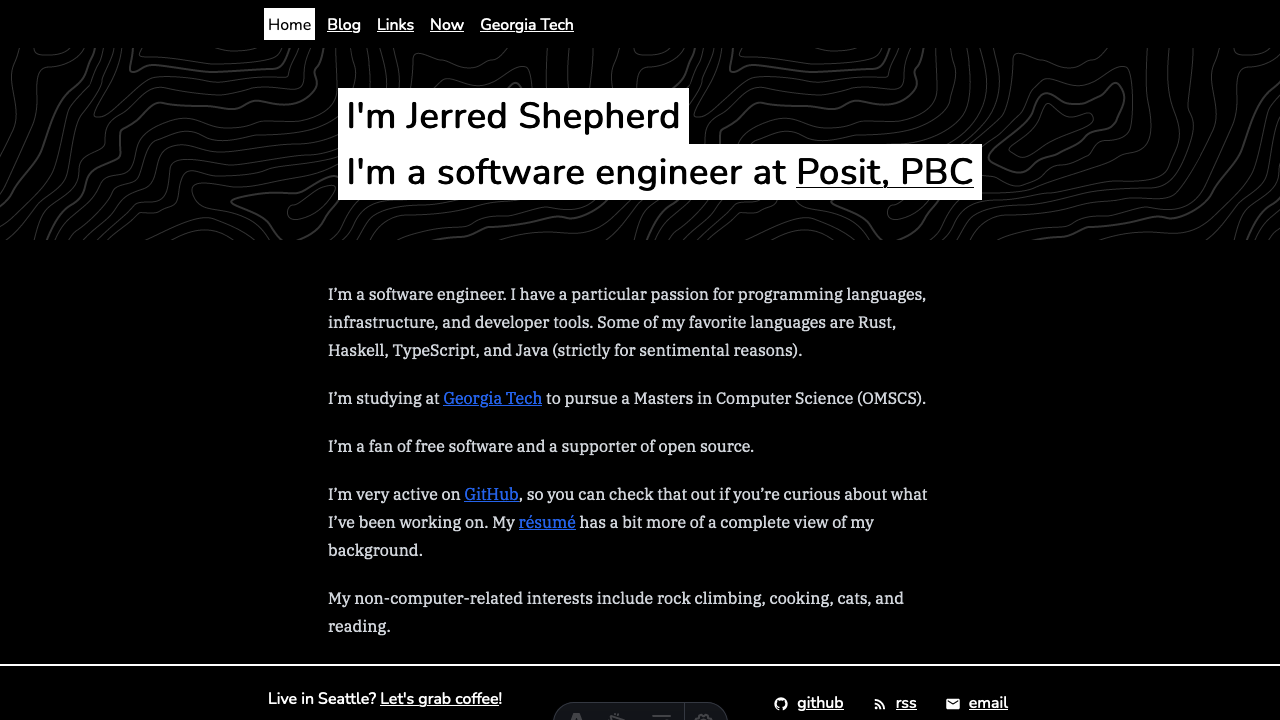 Home Blog Links Now Georgia Tech
I'm Jerred Shepherd
I'm a software engineer at Posit, PBC
I’m a software engineer. I have a particular passion for programming languages,
infrastructure, and developer tools. Some of my favorite languages are Rust,
Haskell, TypeScript, and Java (strictly for sentimental reasons).
I’m studying at Georgia Tech to pursue a Masters in Computer Science (OMSCS).
I’m a fan of free software and a supporter of open source.
I’m very active on GitHub, so you can check that out if you’re curious about what
I’ve been working on. My résumé has a bit more of a complete view of my
background.
My non-computer-related interests include rock climbing, cooking, cats, and
reading.
Live in Seattle? Let's grab coffee!
github rss email